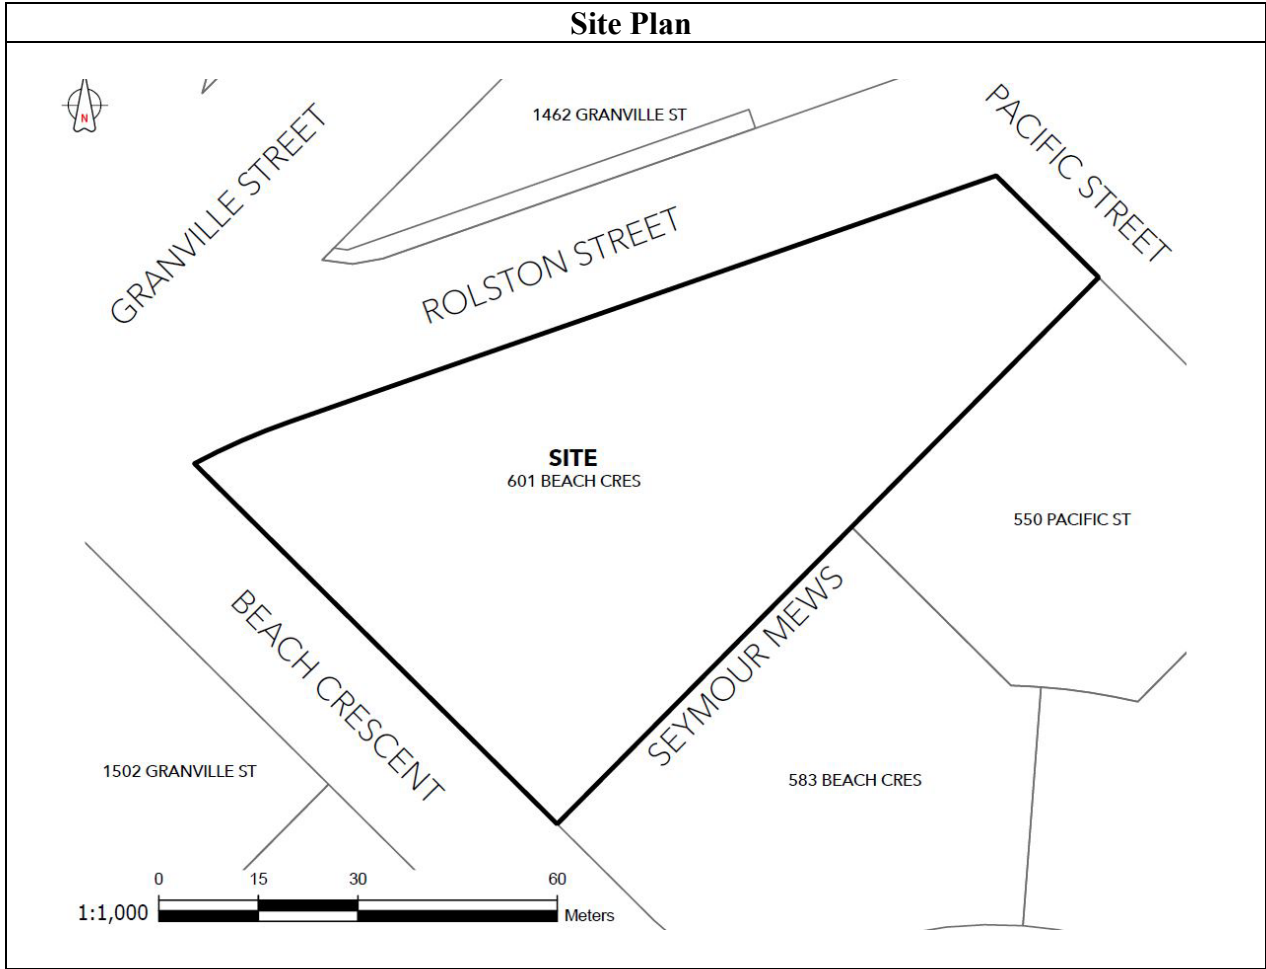 Site Plan
N
1462 GRANVILLE ST
PACIFIC STREET
GRANVILLE STREET
ROLSTON STREET
SITE
601 BEACH CRES
550 PACIFIC ST
BEACH CRESCENT
SEYMOUR MEWS
1502 GRANVILLE ST
583 BEACH CRES
0 15 30 60
1:1,000 Meters